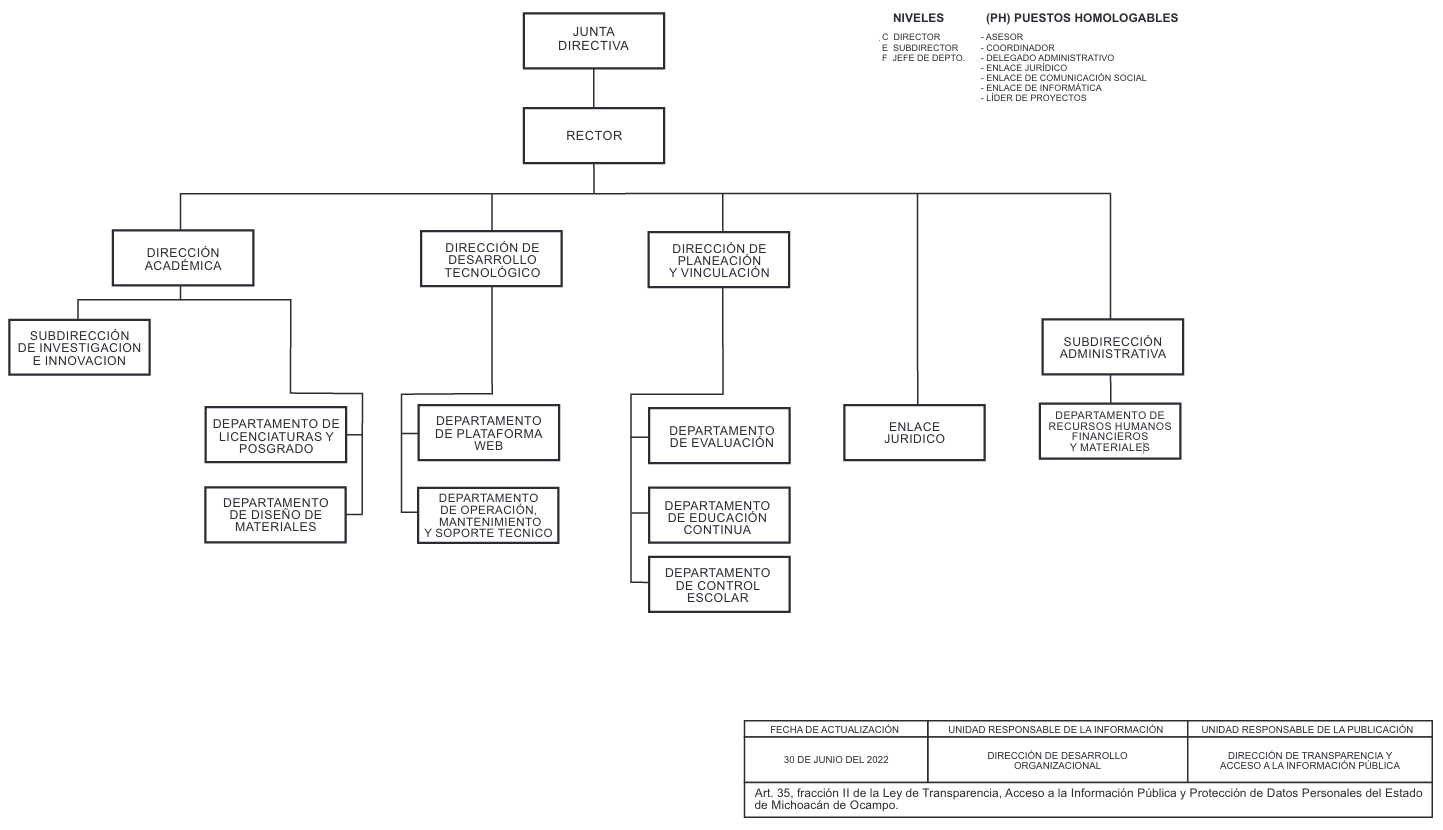 JUNTA
DIRECTIVA
NIVELES
C DIRECTOR
E SUBDIRECTOR
F JEFE DE DEPTO.
(PH) PUESTOS HOMOLOGABLES
- ASESOR
- COORDINADOR
- DELEGADO ADMINISTRATIVO
- ENLACE JURÍDICO
- ENLACE DE COMUNICACIÓN SOCIAL
- ENLACE DE INFORMÁTICA
- LÍDER DE PROYECTOS
RECTOR
DIRECCIÓN
ACADÉMICA
DIRECCIÓN DE
DESARROLLO
TECNOLÓGICO
DIRECCIÓN DE
PLANEACIÓN
Y VINCULACIÓN
SUBDIRECCIÓN
DE INVESTIGACION
E INNOVACION
SUBDIRECCIÓN
ADMINISTRATIVA
DEPARTAMENTO DE
LICENCIATURAS Y
POSGRADO
DEPARTAMENTO
DE PLATAFORMA
WEB
DEPARTAMENTO
DE EVALUACIÓN
ENLACE
JURIDICO
DEPARTAMENTO DE
RECURSOS HUMANOS
FINANCIEROS
Y MATERIALES
DEPARTAMENTO
DE DISEÑO DE
MATERIALES
DEPARTAMENTO
DE OPERACIÓN,
MANTENIMIENTO
Y SOPORTE TECNICO
DEPARTAMENTO
DE EDUCACIÓN
CONTINUA
DEPARTAMENTO
DE CONTROL
ESCOLAR
FECHA DE ACTUALIZACIÓN
UNIDAD RESPONSABLE DE LA INFORMACIÓN
UNIDAD RESPONSABLE DE LA PUBLICACIÓN
30 DE JUNIO DEL 2022
DIRECCIÓN DE DESARROLLO
ORGANIZACIONAL
DIRECCIÓN DE TRANSPARENCIA Y
ACCESO A LA INFORMACIÓN PÚBLICA
Art. 35, fracción II de la Ley de Transparencia, Acceso a la Información Pública y Protección de Datos Personales del Estado
de Michoacán de Ocampo.